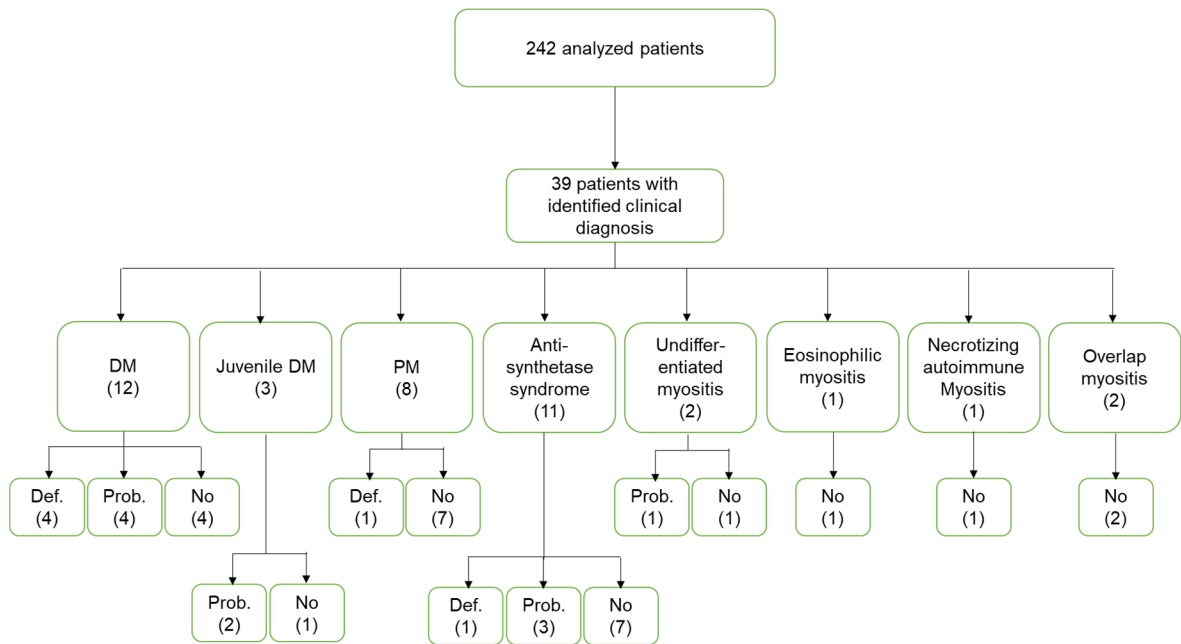 242 analyzed patients
39 patients with
identified clinical
diagnosis
DM
(12)
Juvenile DM
(3)
PM
(8)
Anti-
synthetase
syndrome
(11)
Undiffer-
entiated myositis
(2)
Eosinophilic
myositis
(1)
Necrotizing
autoimmune
Myositis
(1)
Overlap
myositis
(2)
Def.
(4)
Prob.
(4)
No
(4)
Def.
(1)
No
(7)
Prob.
(1)
No
(1)
No
(1)
No
(1)
No
(2)
Prob.
(2)
No
(1)
Def.
(1)
Prob.
(3)
No
(7)